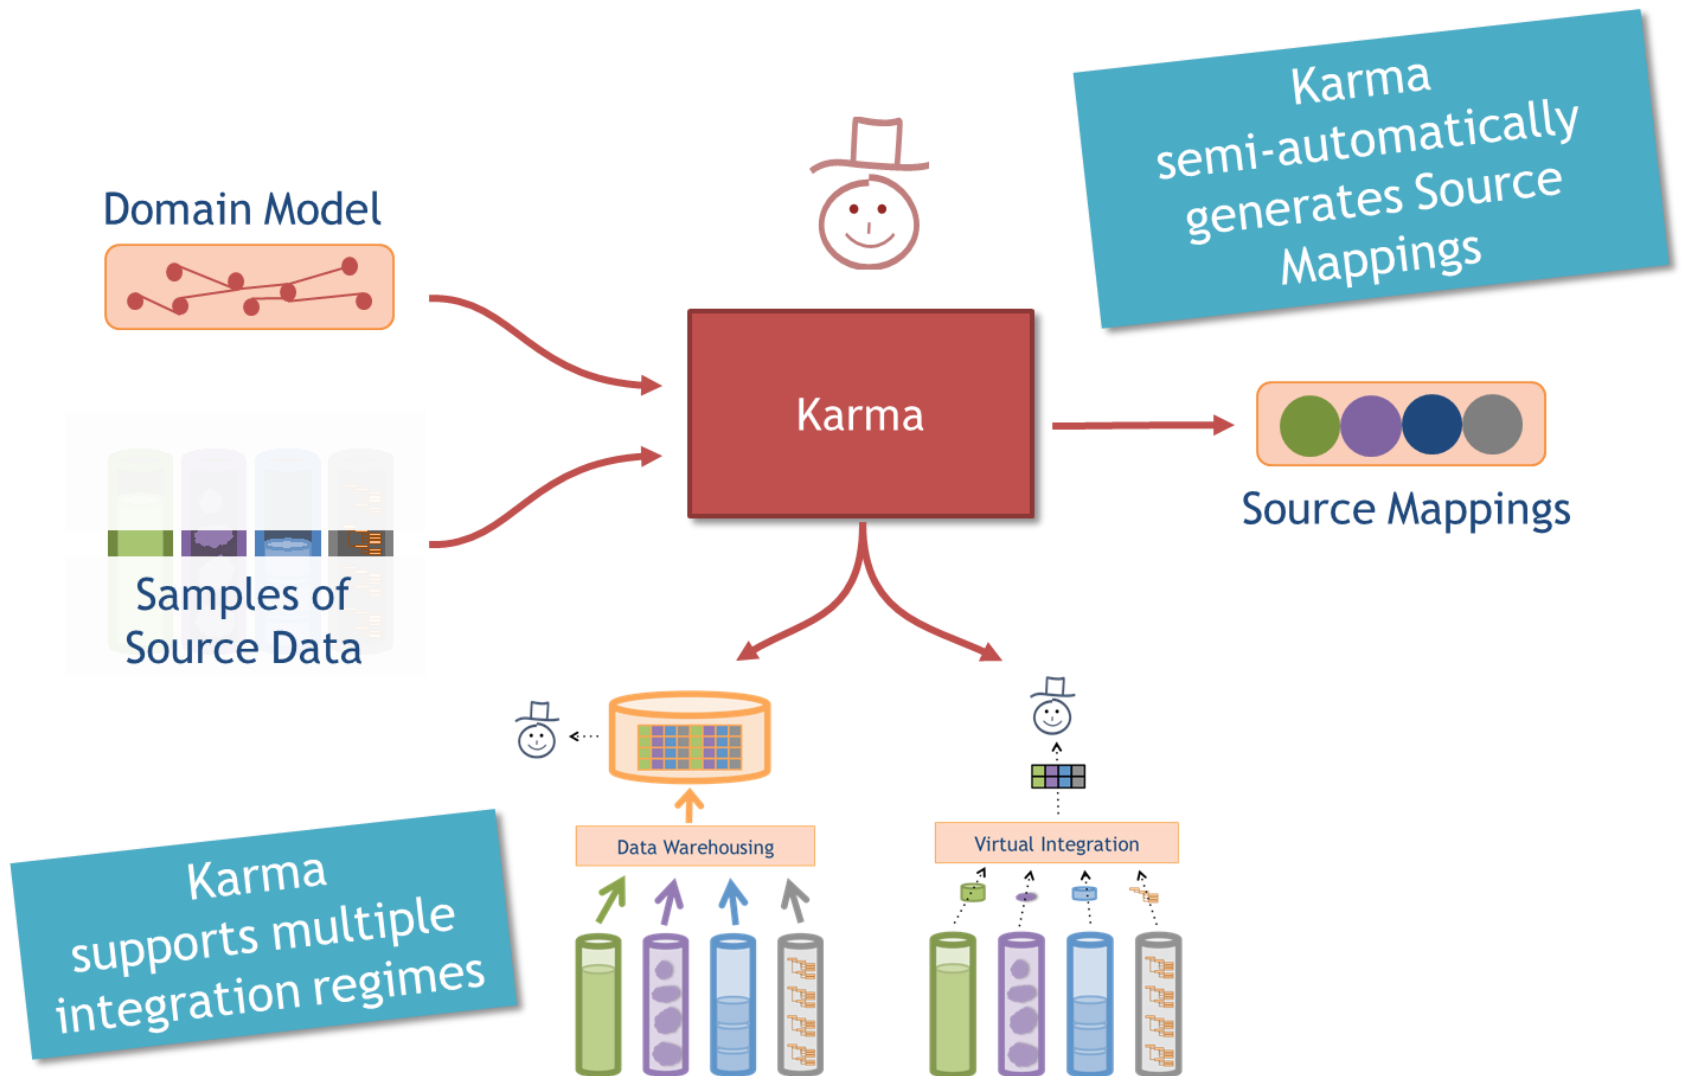 Karma
semi-automatically
generates Source
Mappings
Domain Model
Karma
Source Mappings
Samples of
Source Data
Data Warehousing
Virtual Integration
Karma
supports multiple
integration regimes